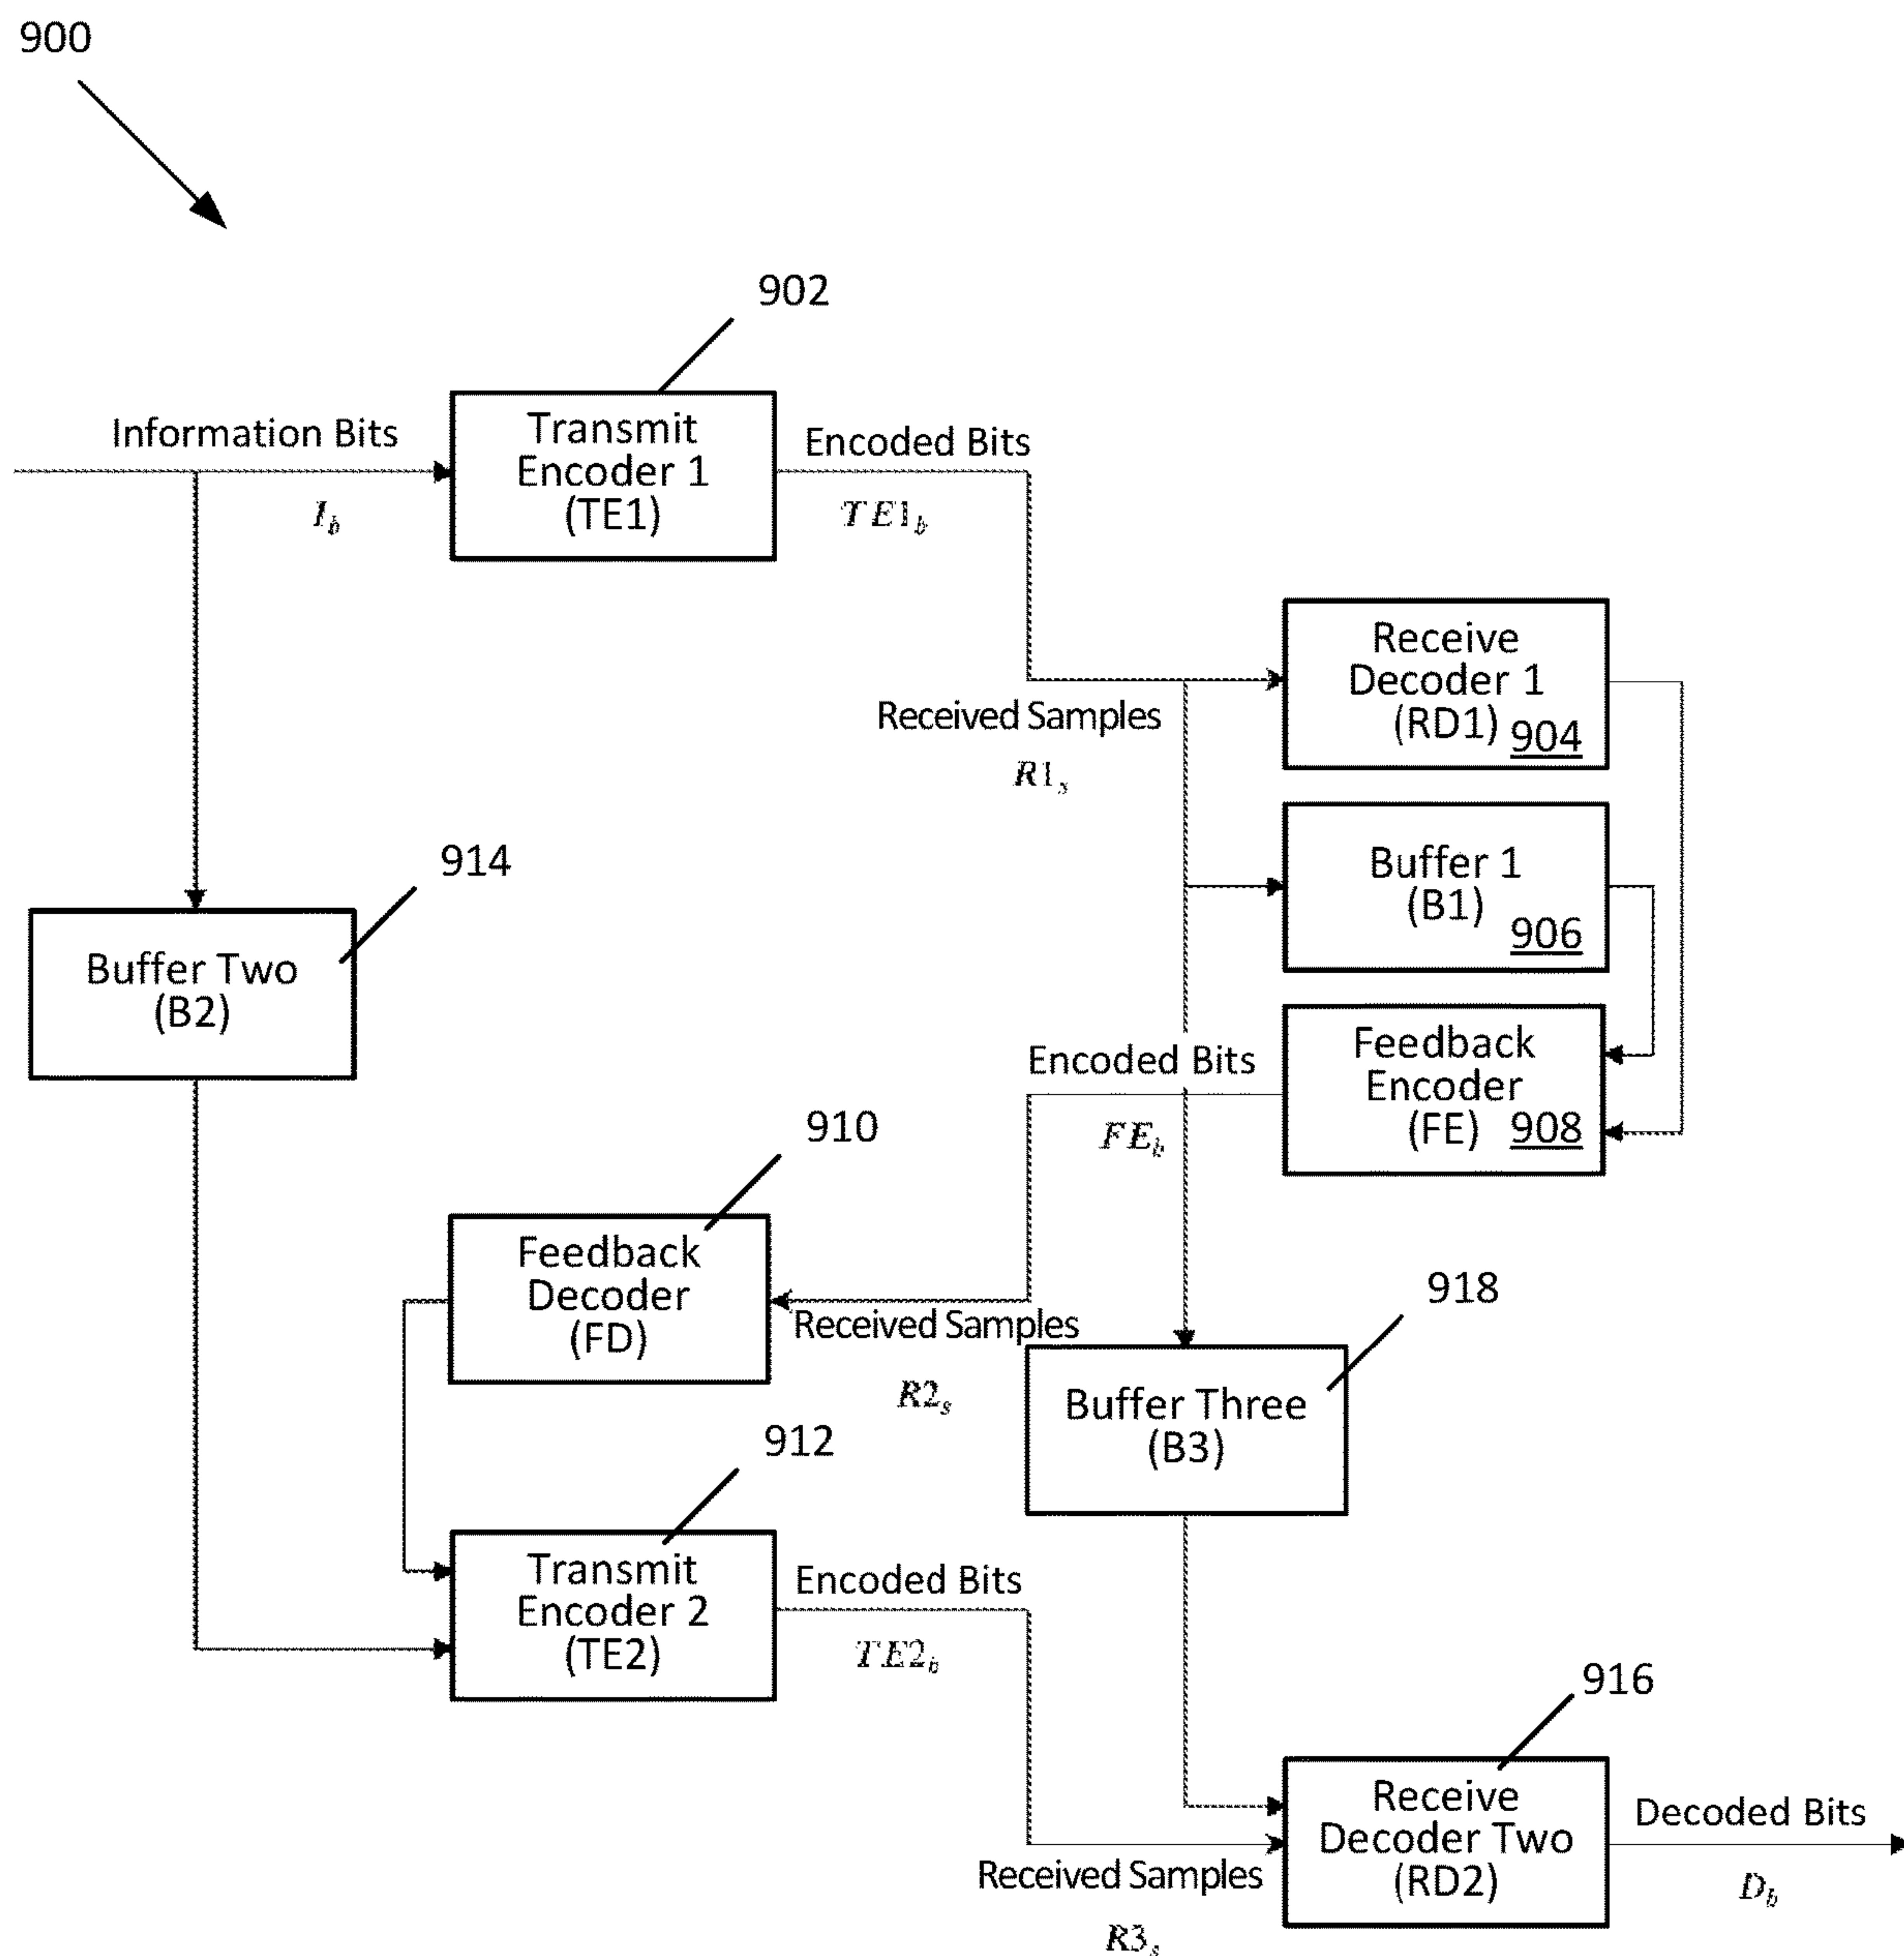 900
902
Information Bits
I_b
Transmit
Encoder 1
(TE1)
Encoded Bits
TE1_b
Receive
Decoder 1
(RD1) 904
Received Samples
R1_s
Buffer 1
(B1)
906
914
Buffer Two
(B2)
Feedback
Encoder
(FE) 908
Encoded Bits
FE_b
910
Feedback
Decoder
(FD)
Received Samples
R2_s
918
Buffer Three
(B3)
912
Transmit
Encoder 2
(TE2)
Encoded Bits
TE2_b
916
Receive
Decoder Two
(RD2)
Received Samples
R3_s
Decoded Bits
D_b